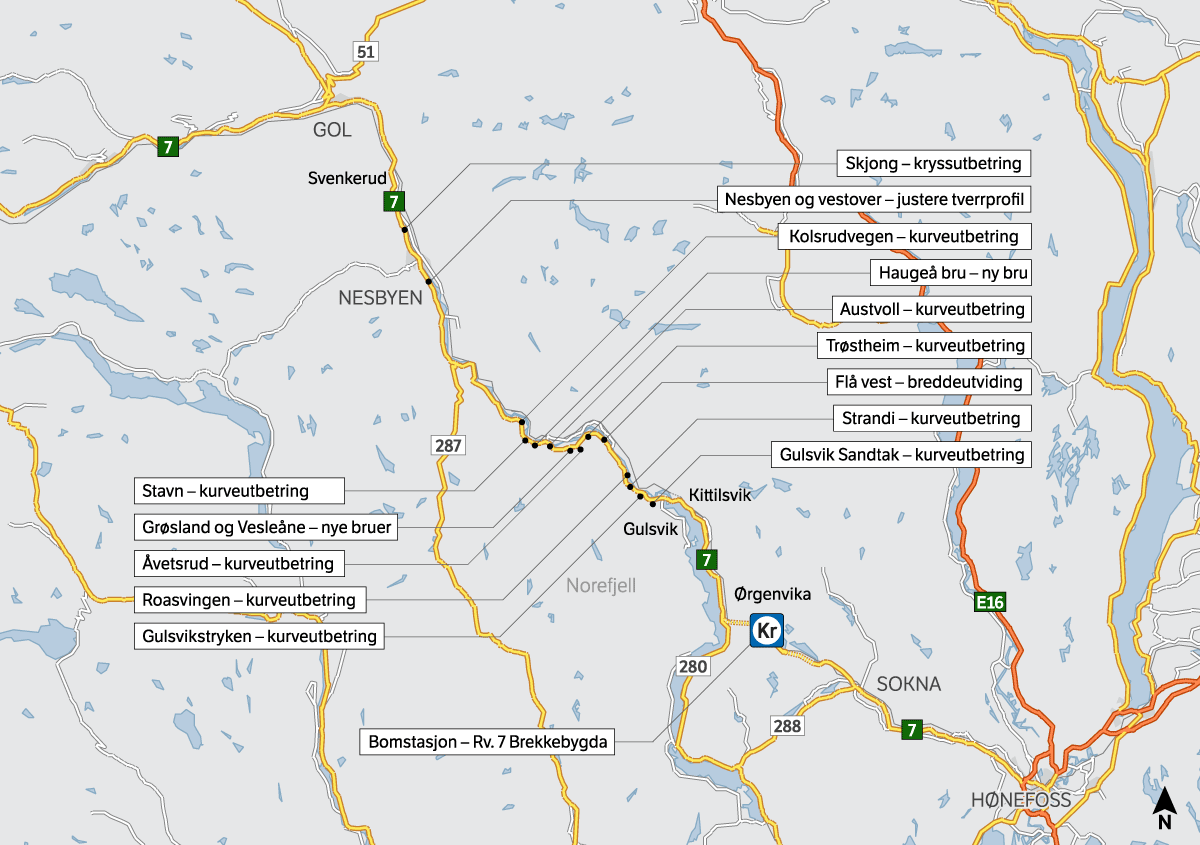 51
GOL
7
Skjong – kryssutbetring
Svenkerud
7
Nesbyen og vestover – justere tverrprofil
Kolsrudvegen – kurveutbetring
Haugeå bru – ny bru
NESBYEN
Austvoll – kurveutbetring
Trøstheim – kurveutbetring
Flå vest – breddeutviding
Strandi – kurveutbetring
287
Gulsvik Sandtak – kurveutbetring
Stavn – kurveutbetring
Kittilsvik
Grøsland og Vesleåne – nye bruer
Gulsvik
Åvetsrud – kurveutbetring
7
Norefjell
Ørgenvika
Roasvingen – kurveutbetring
E16
Kr
Gulsvikstryken – kurveutbetring
280
SOKNA
288
7
Bomstasjon – Rv. 7 Brekkebygda
HØNEFOSS
N